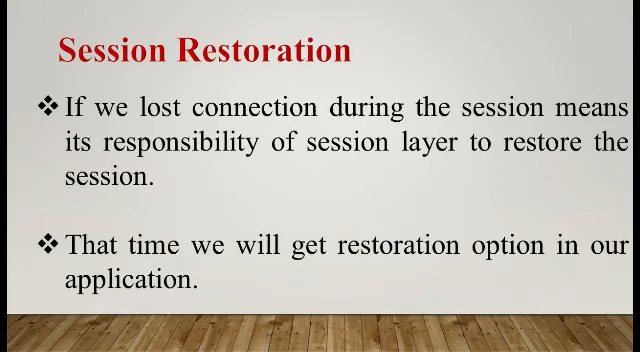 Session Restoration
❖ If we lost connection during the session means
its responsibility of session layer to restore the
session.
❖ That time we will get restoration option in our
application.